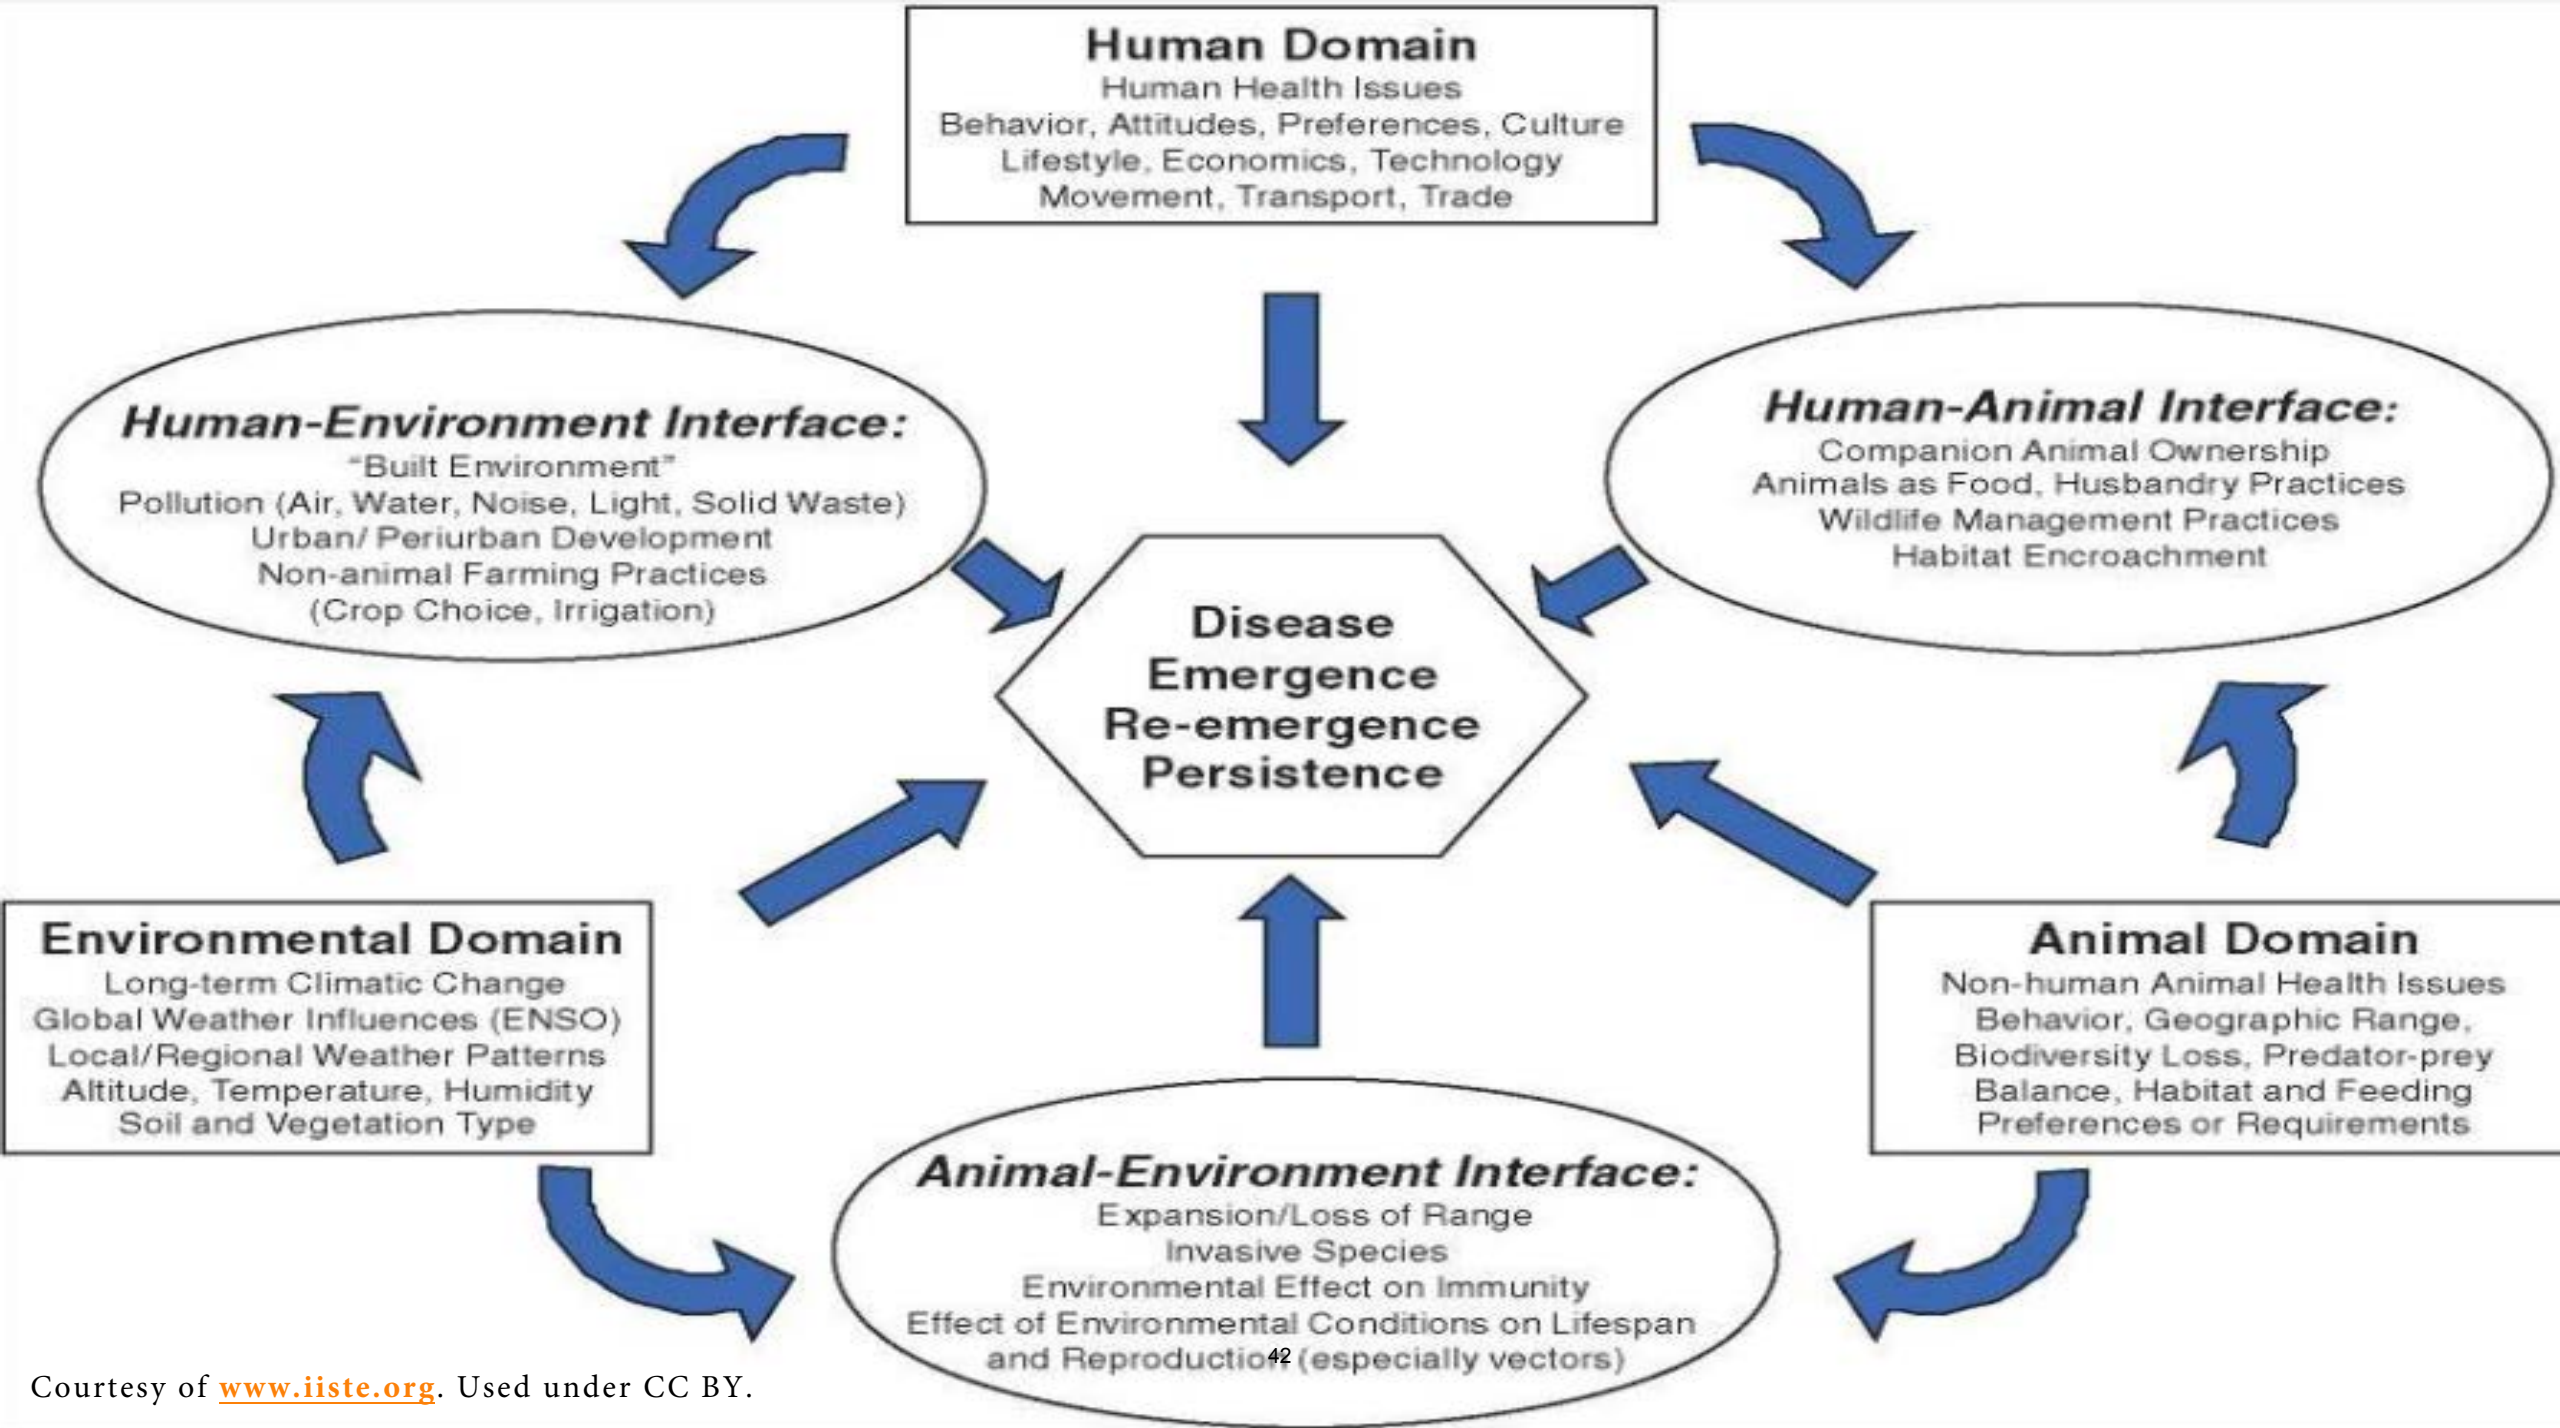 Human Domain
Human Health Issues
Behavior, Attitudes, Preferences, Culture
Lifestyle, Economics, Technology
Movement, Transport, Trade
Human-Environment Interface:
"Built Environment"
Pollution (Air, Water, Noise, Light, Solid Waste)
Urban/ Periurban Development
Non-animal Farming Practices
(Crop Choice, Irrigation)
Human-Animal Interface:
Companion Animal Ownership
Animals as Food, Husbandry Practices
Wildlife Management Practices
Habitat Encroachment
Disease
Emergence
Re-emergence
Persistence
Environmental Domain
Long-term Climatic Change
Global Weather Influences (ENSO)
Local/Regional Weather Patterns
Altitude, Temperature, Humidity
Soil and Vegetation Type
Animal Domain
Non-human Animal Health Issues
Behavior, Geographic Range,
Biodiversity Loss, Predator-prey
Balance, Habitat and Feeding
Preferences or Requirements
Animal-Environment Interface:
Expansion/Loss of Range
Invasive Species
Environmental Effect on Immunity
Effect of Environmental Conditions on Lifespan
and Reproduction (especially vectors)
42
Courtesy of www.iiste.org. Used under CC BY.